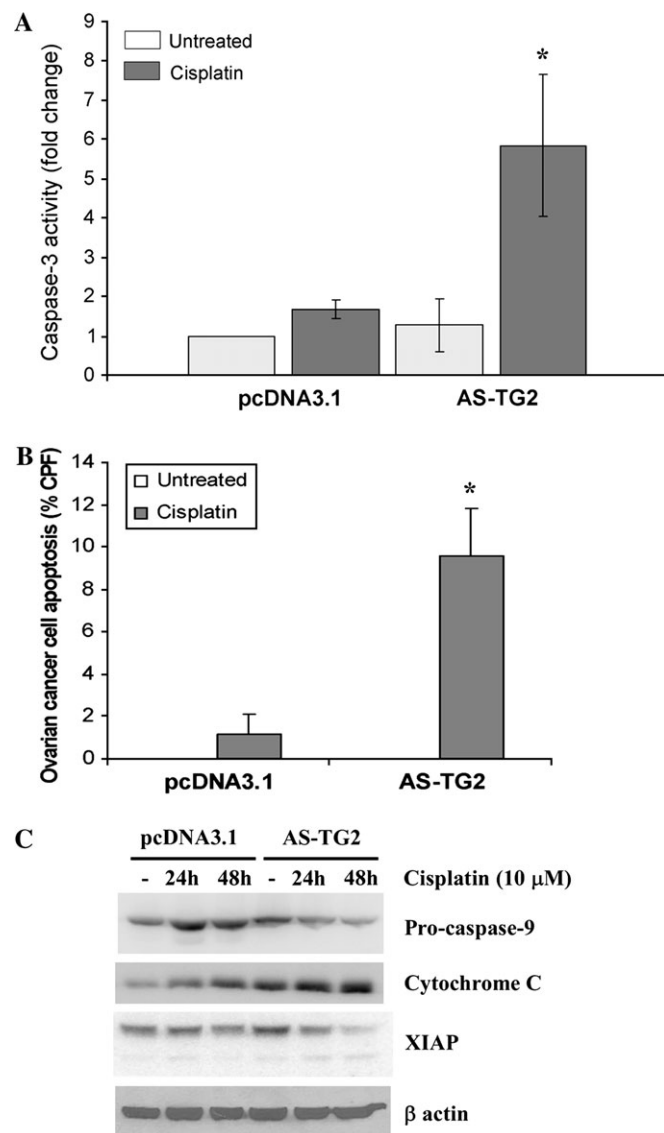 A
9
8
7
6
5
4
3
2
1
0
Caspase-3 activity (fold change)
Untreated
Cisplatin
*
pcDNA3.1 AS-TG2
B
14
12
10
8
6
4
2
0
Ovarian cancer cell apoptosis (% CPF)
Untreated
Cisplatin
*
pcDNA3.1 AS-TG2
C
pcDNA3.1 AS-TG2
- 24h 48h - 24h 48h Cisplatin (10 μM)
Pro-caspase-9
Cytochrome C
XIAP
β actin